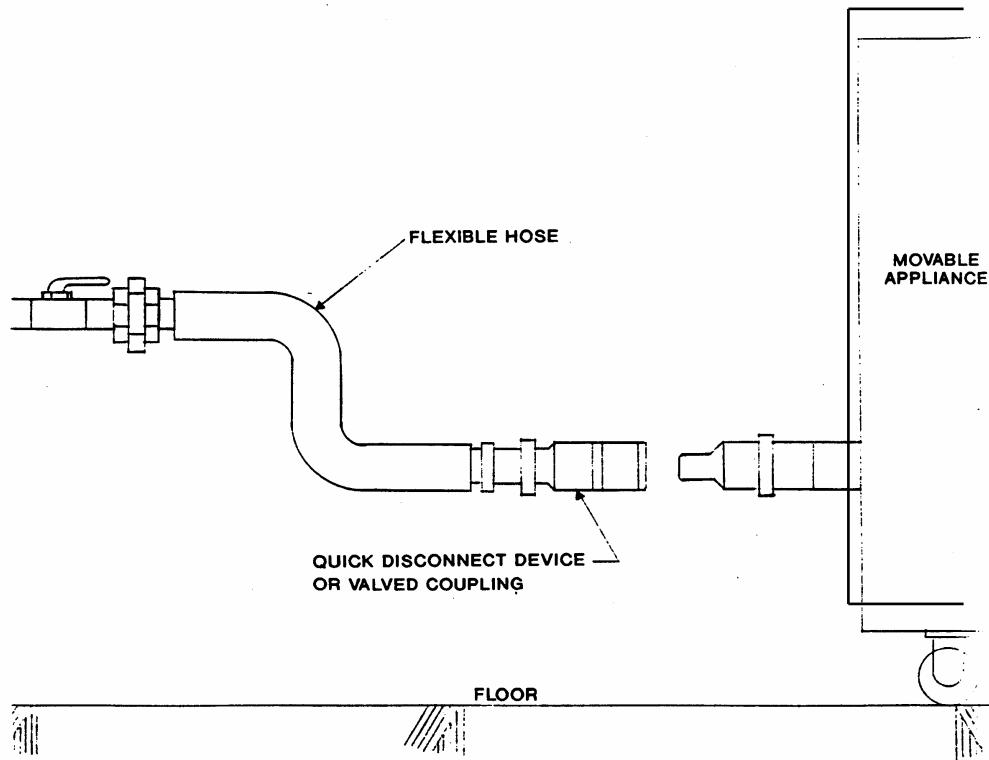 FLEXIBLE HOSE
MOVABLE
APPLIANCE
QUICK DISCONNECT DEVICE
OR VALVED COUPLING
FLOOR